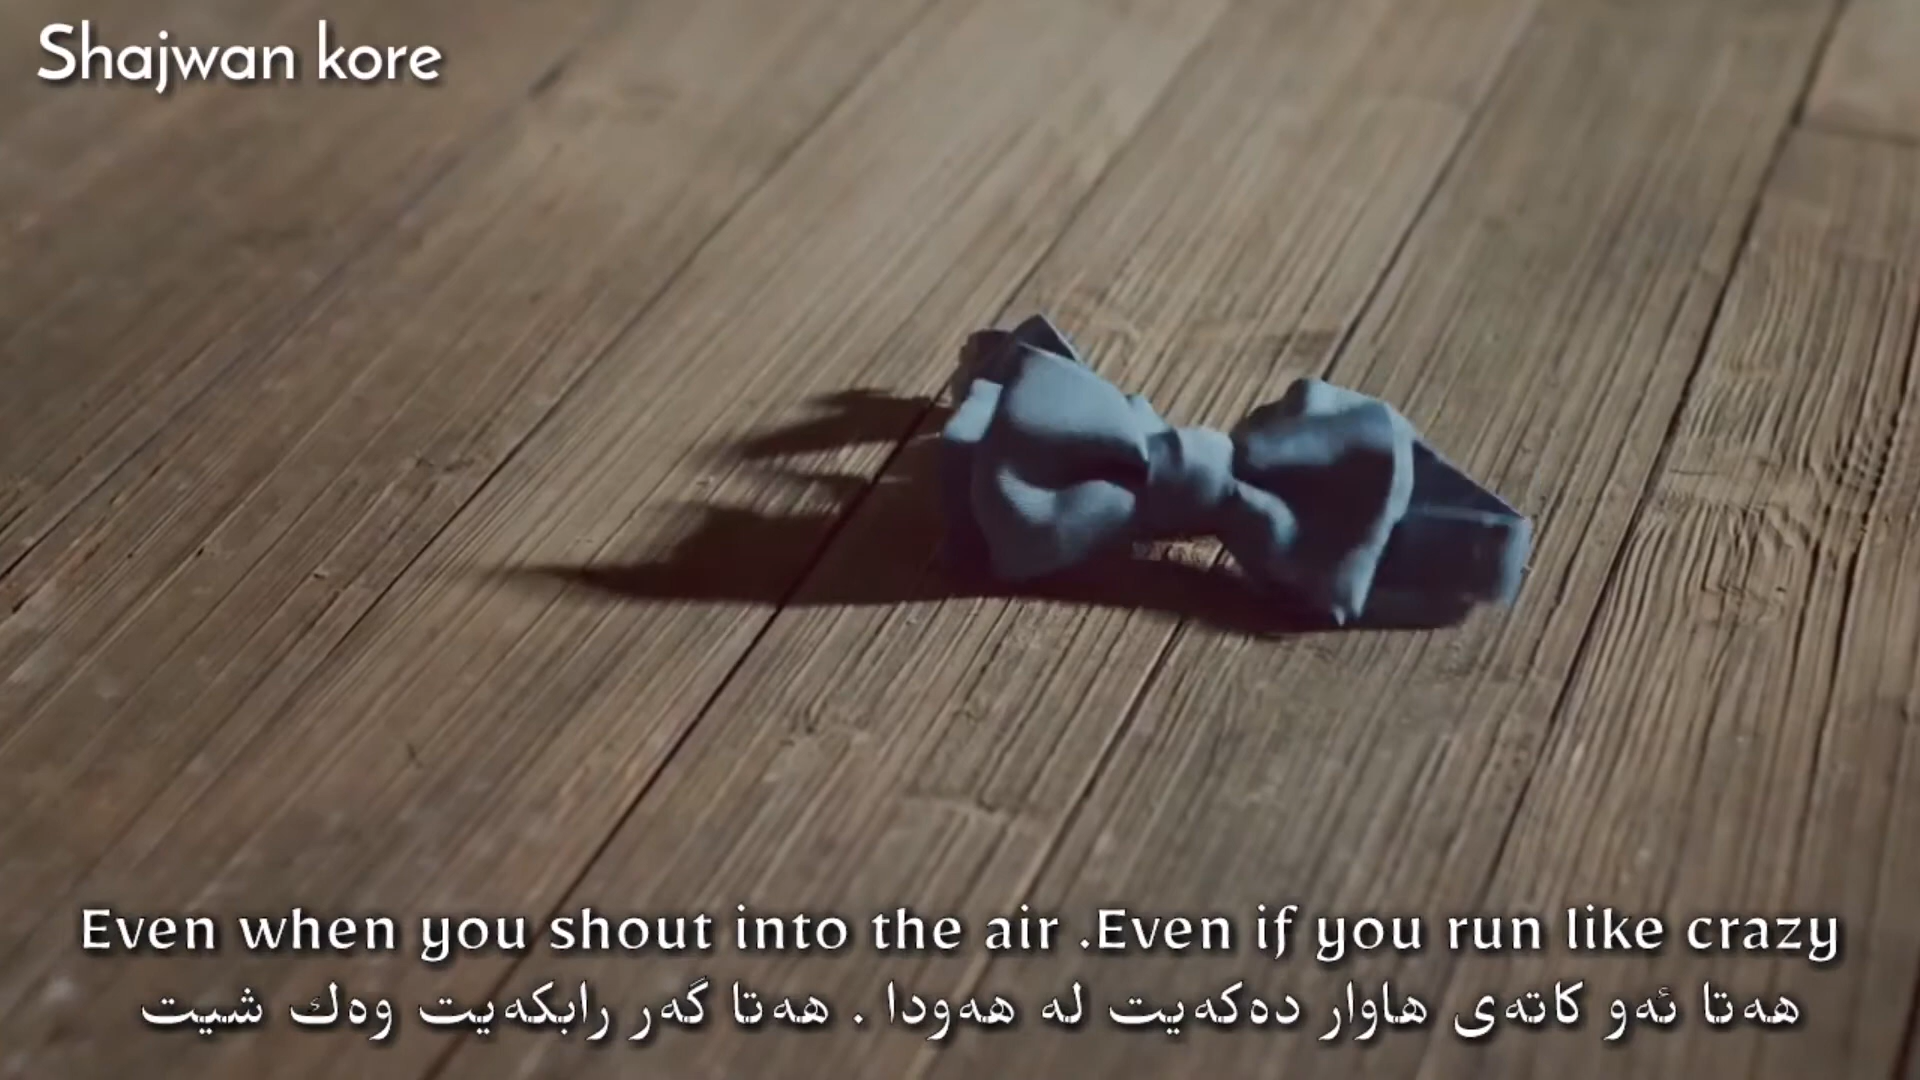 Shajwan kore
Even when you shout into the air .Even if you run like crazy
هەتا ئەو کاتەی هاوار دەکەیت لە هەودا . هەتا گەر رابکەیت وەك شیت